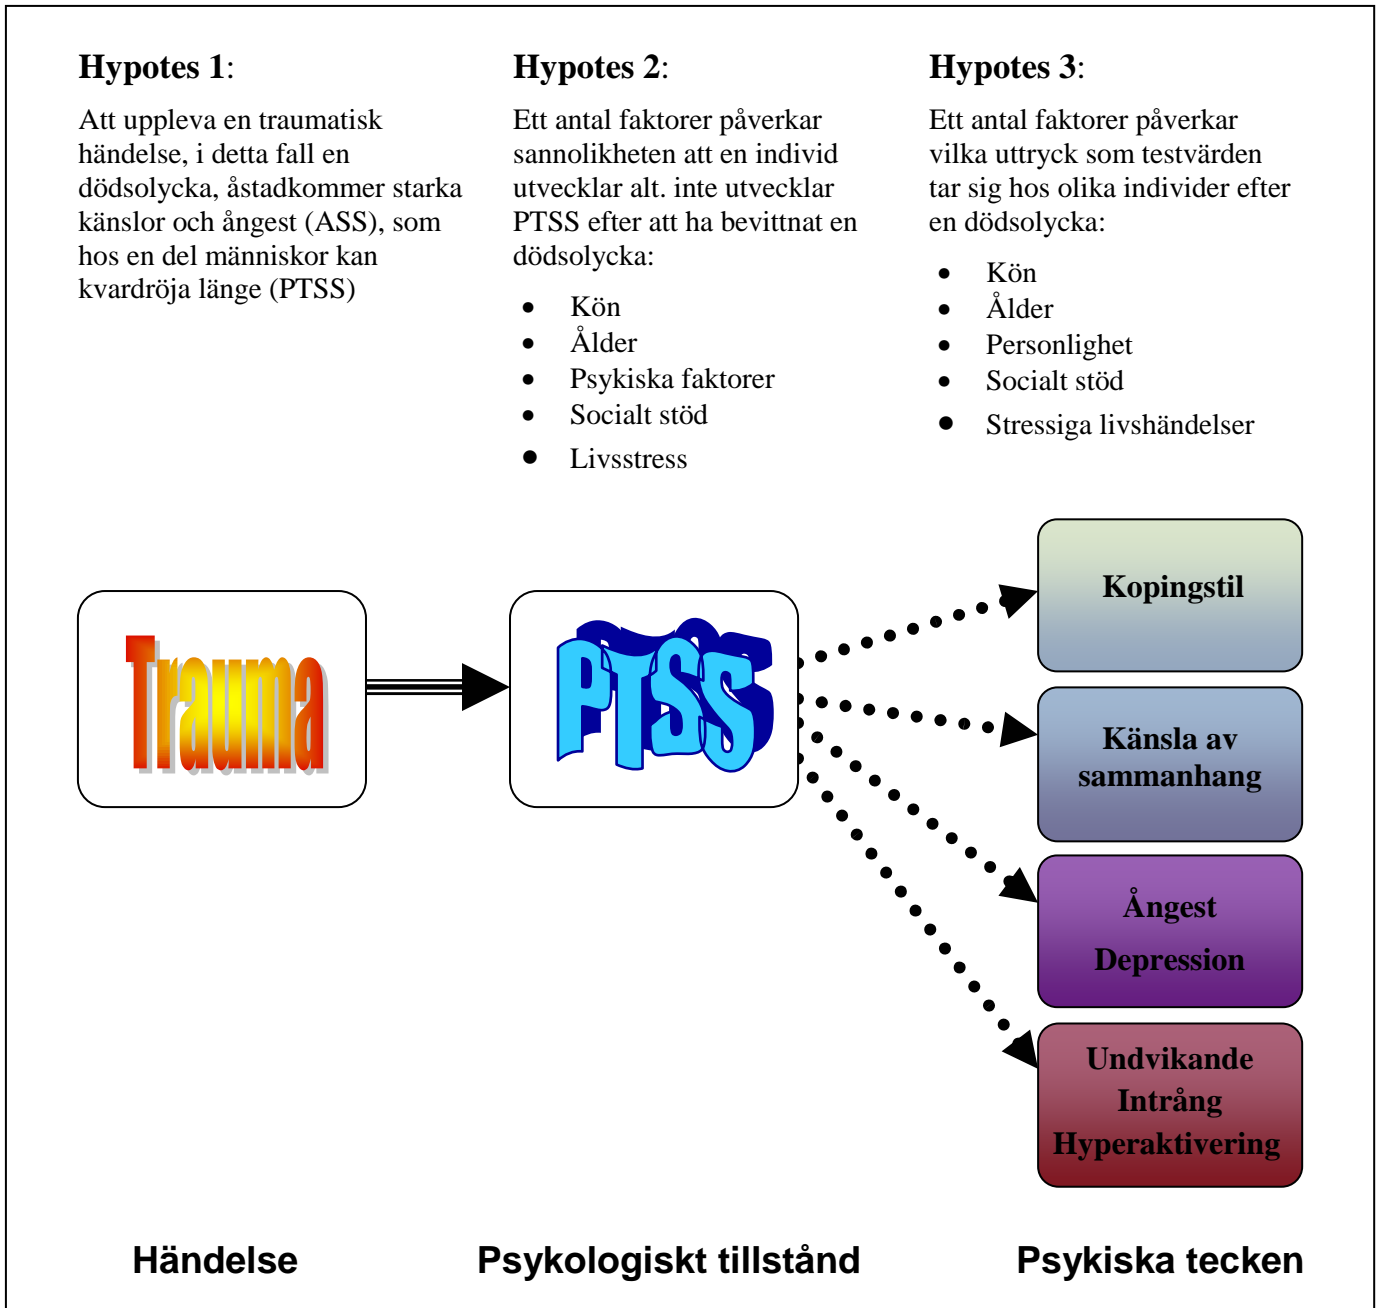 Hypotes 1:
Att uppleva en traumatisk
händelse, i detta fall en
dödsolycka, åstadkommer starka
känslor och ångest (ASS), som
hos en del människor kan
kvardröja länge (PTSS)
Hypotes 2:
Ett antal faktorer påverkar
sannolikheten att en individ
utvecklar alt. inte utvecklar
PTSS efter att ha bevittnat en
dödsolycka:
• Kön
• Ålder
• Psykiska faktorer
• Socialt stöd
• Livsstress
Hypotes 3:
Ett antal faktorer påverkar
vilka uttryck som testvärden
tar sig hos olika individer efter
en dödsolycka:
• Kön
• Ålder
• Personlighet
• Socialt stöd
• Stressiga livshändelser
Trauma
PTSS
Kopingstil
Känsla av
sammanhang
Ångest
Depression
Undvikande
Intrång
Hyperaktivering
Händelse
Psykologiskt tillstånd
Psykiska tecken